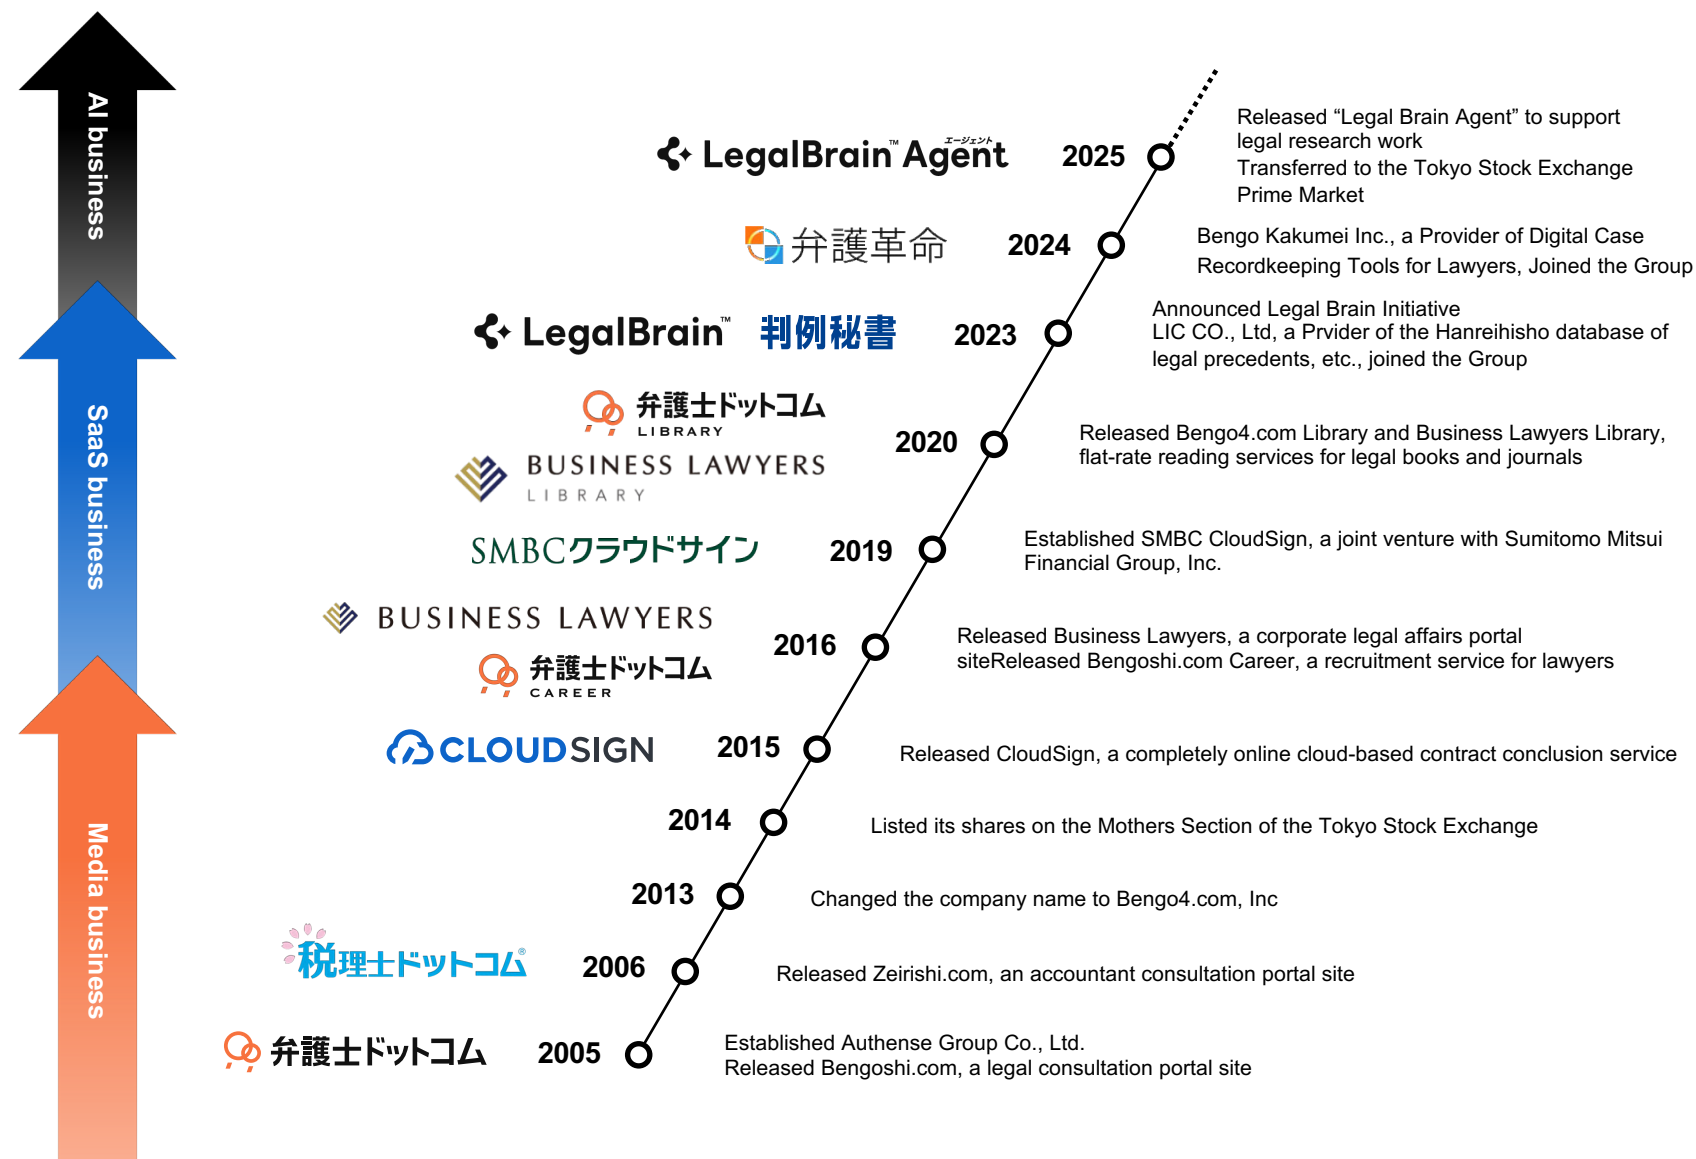 AI business
SaaS business
Media business
LegalBrain™ Agent
エージェント
2025
Released “Legal Brain Agent” to support
legal research work
Transferred to the Tokyo Stock Exchange
Prime Market
弁護革命
2024
Bengo Kakumei Inc., a Provider of Digital Case
Recordkeeping Tools for Lawyers, Joined the Group
LegalBrain™
判例秘書
2023
Announced Legal Brain Initiative
LIC CO., Ltd, a Prvider of the Hanreihisho database of
legal precedents, etc., joined the Group
弁護士ドットコム
LIBRARY
BUSINESS LAWYERS
LIBRARY
2020
Released Bengo4.com Library and Business Lawyers Library,
flat-rate reading services for legal books and journals
SMBCクラウドサイン
2019
Established SMBC CloudSign, a joint venture with Sumitomo Mitsui
Financial Group, Inc.
BUSINESS LAWYERS
弁護士ドットコム
CAREER
2016
Released Business Lawyers, a corporate legal affairs portal
siteReleased Bengoshi.com Career, a recruitment service for lawyers
CLOUDSIGN
2015
Released CloudSign, a completely online cloud-based contract conclusion service
2014
Listed its shares on the Mothers Section of the Tokyo Stock Exchange
2013
Changed the company name to Bengo4.com, Inc
税理士ドットコム®
2006
Released Zeirishi.com, an accountant consultation portal site
弁護士ドットコム
2005
Established Authense Group Co., Ltd.
Released Bengoshi.com, a legal consultation portal site